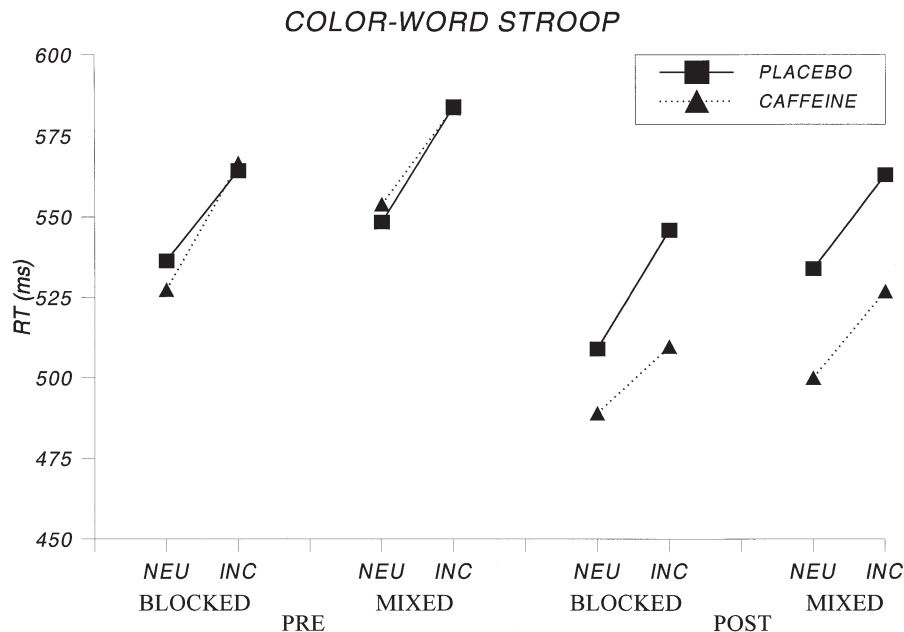 COLOR-WORD STROOP
PLACEBO
CAFFEINE
600
575
550
525
500
475
450
RT (ms)
NEU INC NEU INC NEU INC NEU INC
BLOCKED MIXED BLOCKED MIXED
PRE POST